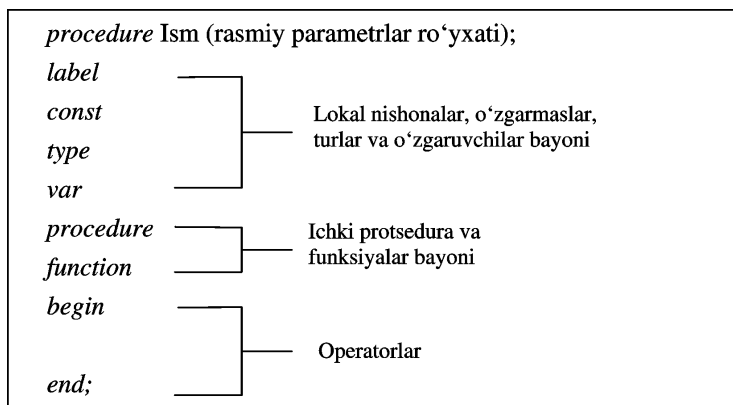 procedure Ism (rasmiy parametrlar ro‘yxati);
label
const
type
var
Lokal nishonalar, o‘zgarmaslar,
turlar va o‘zgaruvchilar bayoni
procedure
function
Ichki protsedura va
funksiyalar bayoni
begin
Operatorlar
end;